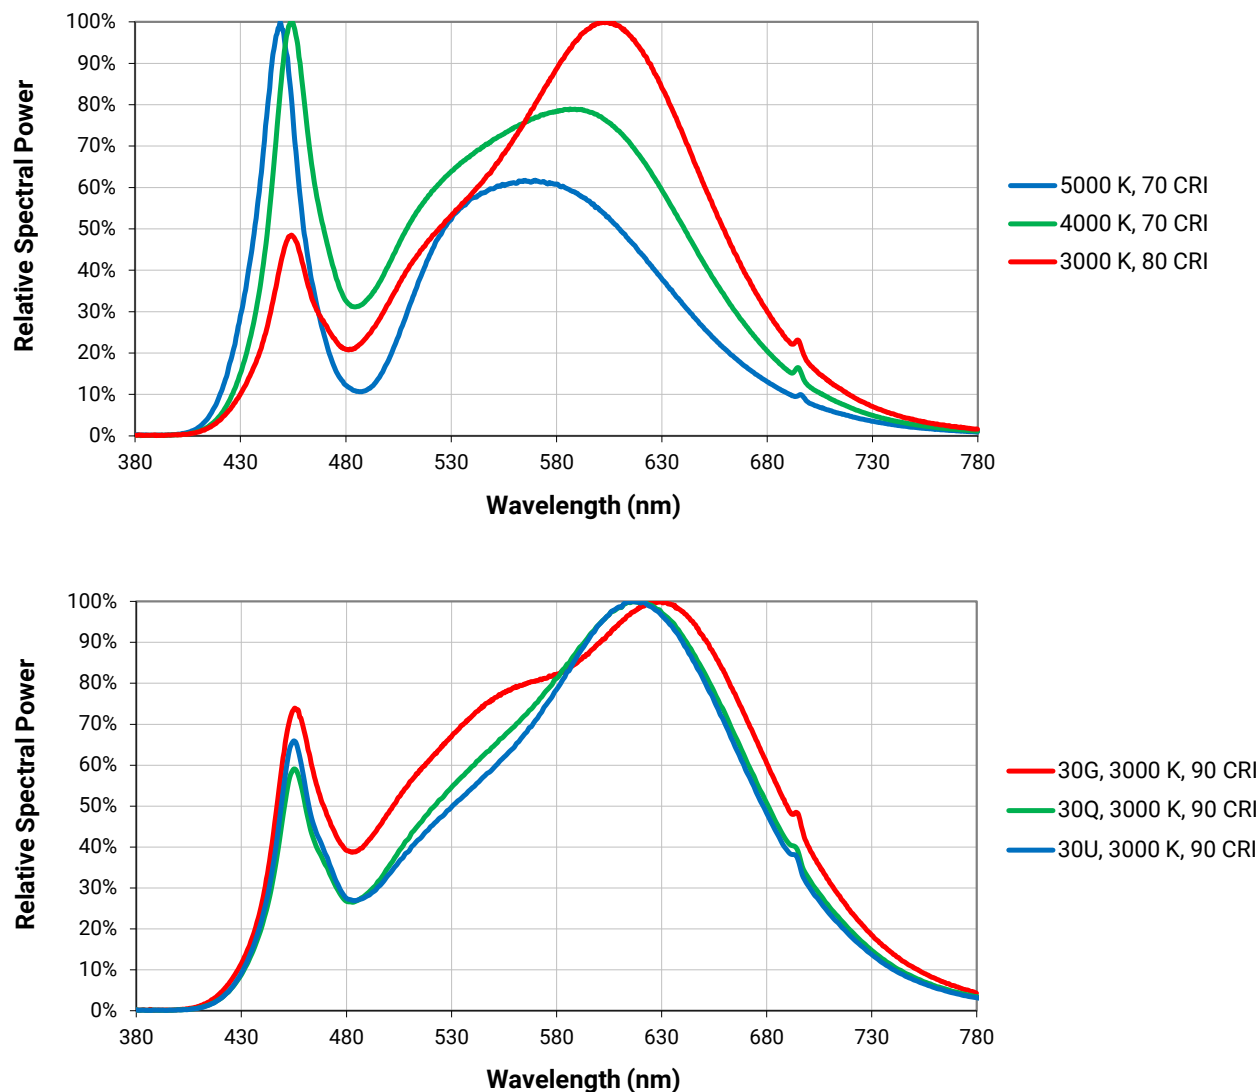 100%
90%
80%
70%
60%
50%
40%
30%
20%
10%
0%
Relative Spectral Power
380 430 480 530 580 630 680 730 780
Wavelength (nm)
5000 K, 70 CRI
4000 K, 70 CRI
3000 K, 80 CRI
100%
90%
80%
70%
60%
50%
40%
30%
20%
10%
0%
Relative Spectral Power
380 430 480 530 580 630 680 730 780
Wavelength (nm)
30G, 3000 K, 90 CRI
30Q, 3000 K, 90 CRI
30U, 3000 K, 90 CRI